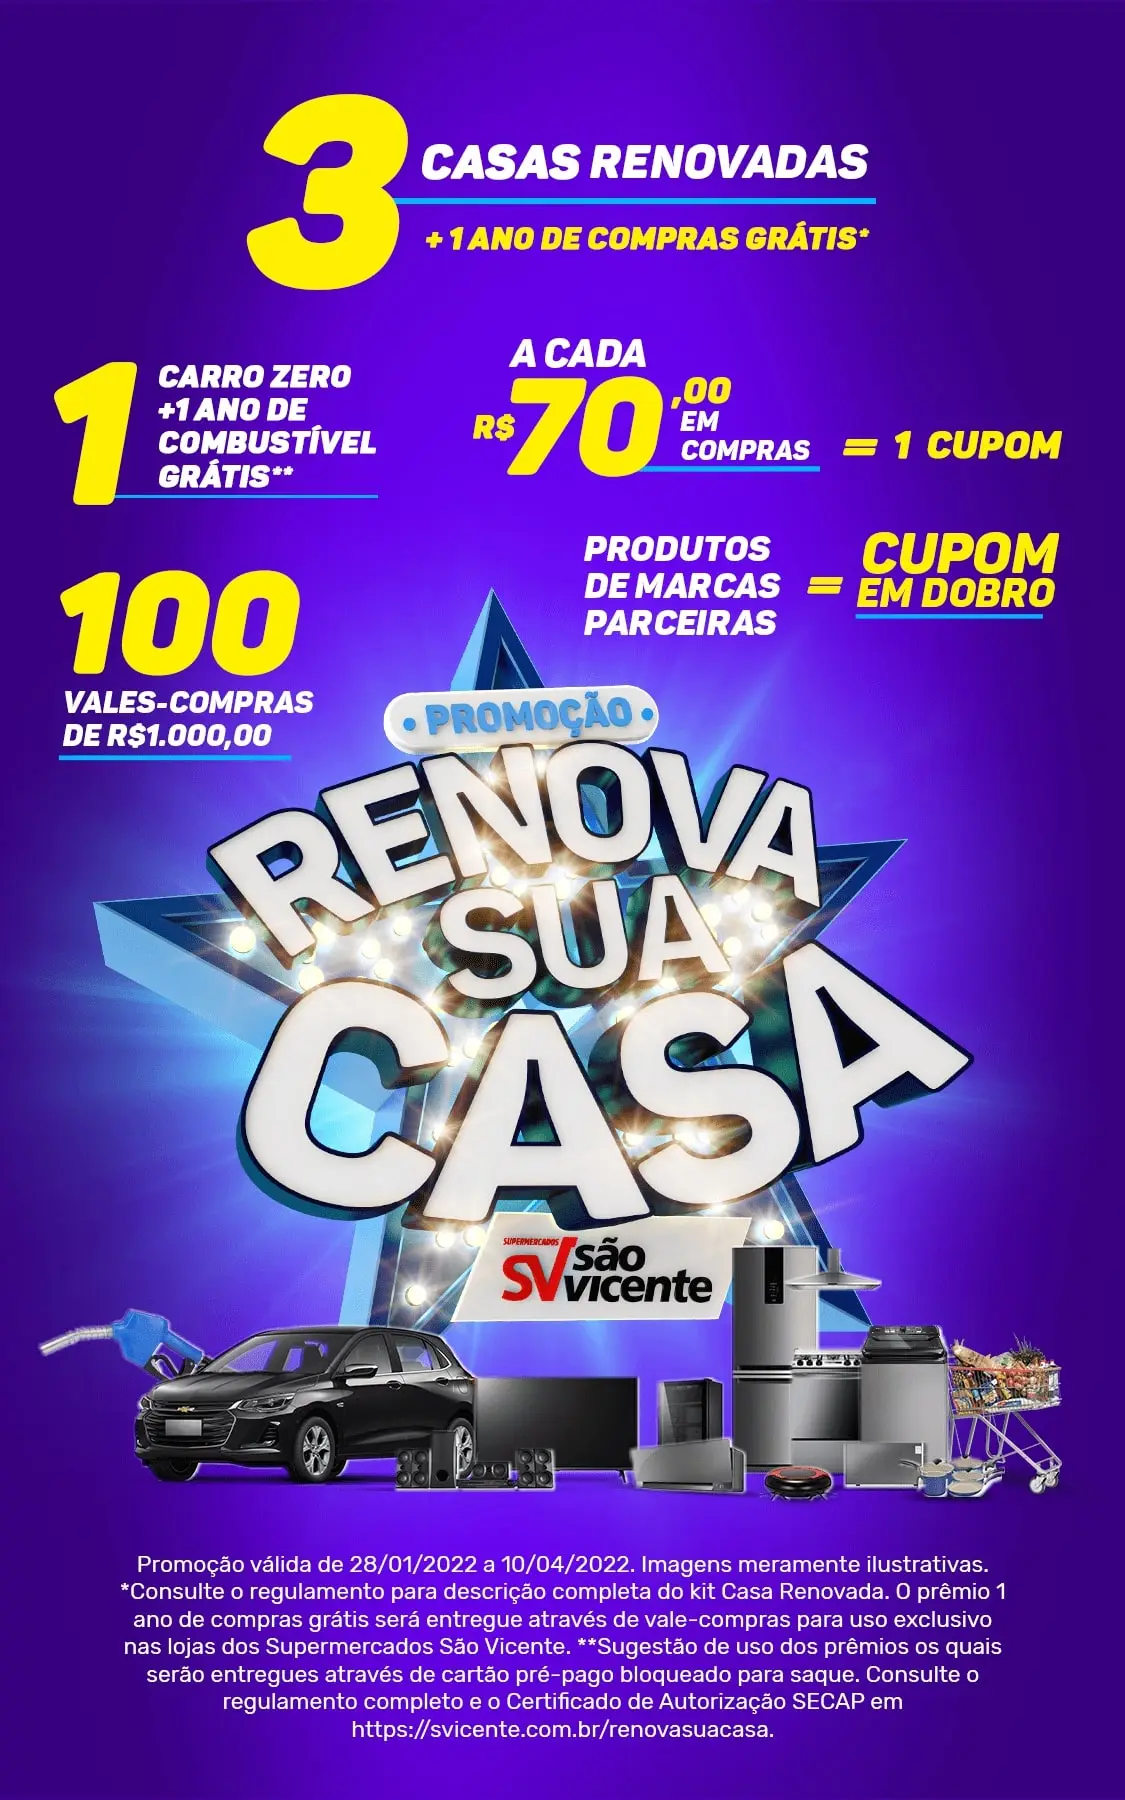 3
CASAS RENOVADAS
+ 1 ANO DE COMPRAS GRÁTIS*
1
CARRO ZERO
+1 ANO DE
COMBUSTÍVEL
GRÁTIS**
A CADA
R$ 70,00
EM
COMPRAS
= 1 CUPOM
100
VALES-COMPRAS
DE R$1.000,00
PRODUTOS
DE MARCAS
PARCEIRAS
=
CUPOM
EM DOBRO
• PROMOÇÃO •
RENOVA
SUA
CASA
SUPERMERCADOS
SV são
vicente
Promoção válida de 28/01/2022 a 10/04/2022. Imagens meramente ilustrativas.
*Consulte o regulamento para descrição completa do kit Casa Renovada. O prêmio 1
ano de compras grátis será entregue através de vale-compras para uso exclusivo
nas lojas dos Supermercados São Vicente. **Sugestão de uso dos prêmios os quais
serão entregues através de cartão pré-pago bloqueado para saque. Consulte o
regulamento completo e o Certificado de Autorização SECAP em
https://svicente.com.br/renovasuacasa.